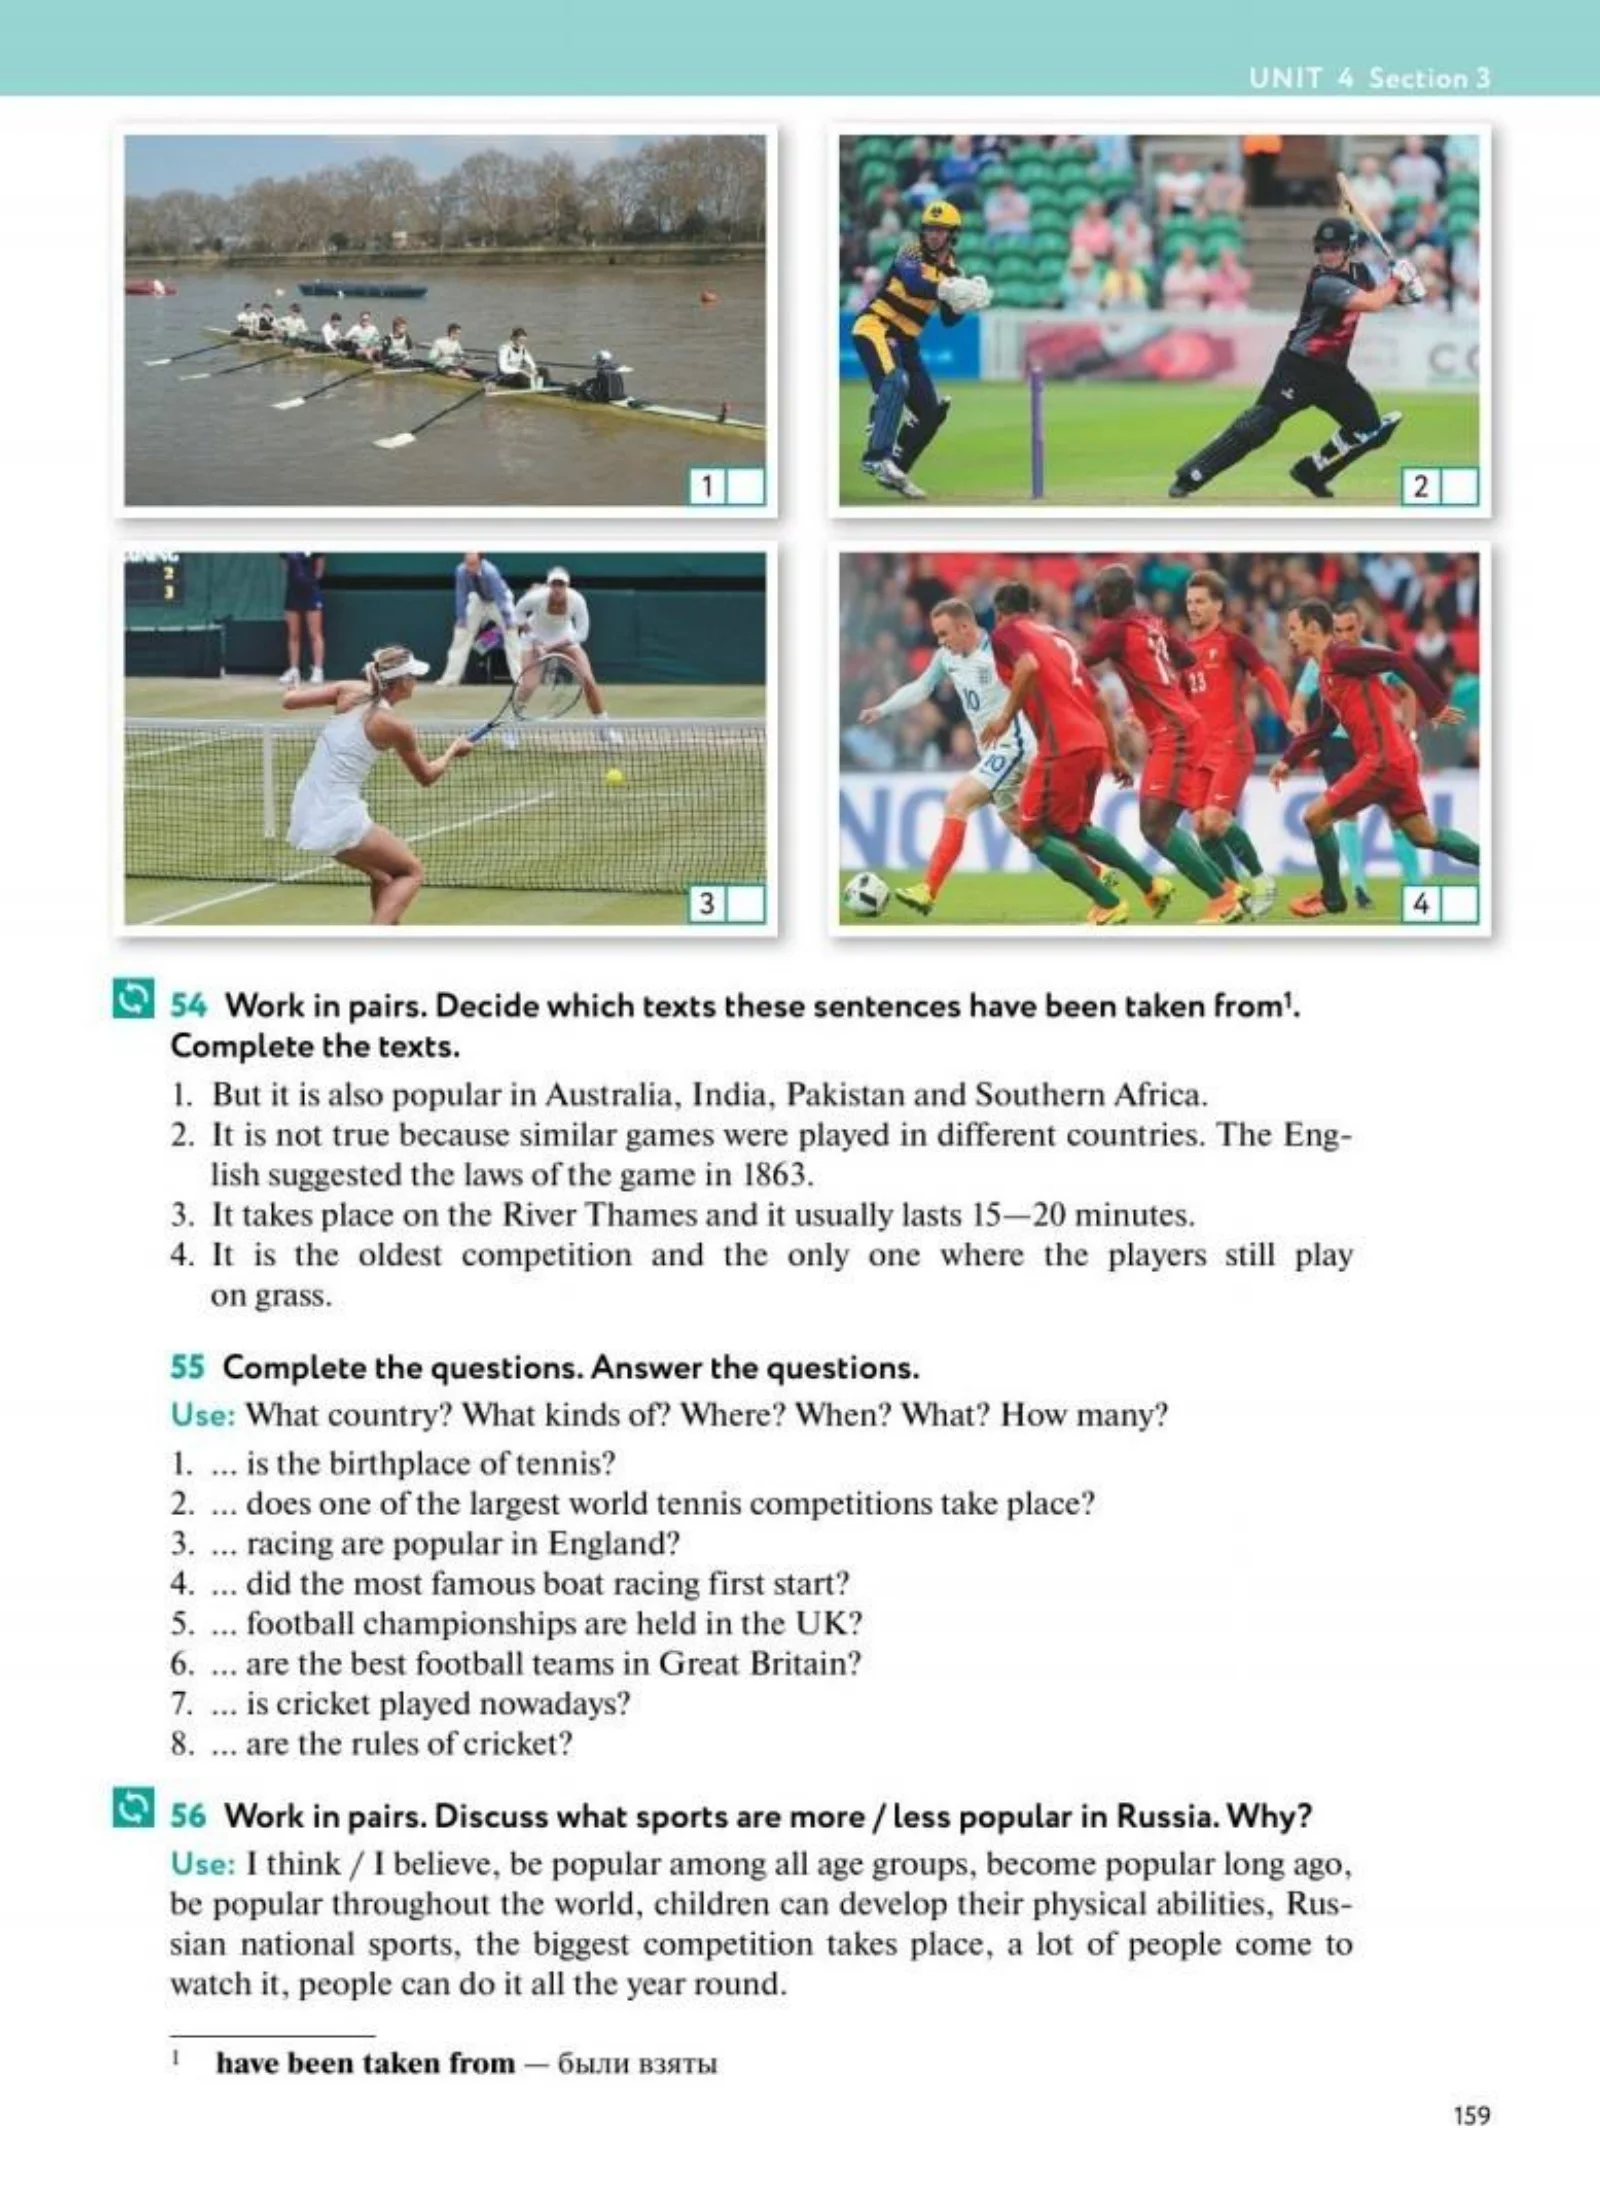 UNIT 4 Section 3
1
2
2
3
3
10
10
2
23
4
54 Work in pairs. Decide which texts these sentences have been taken from¹.
Complete the texts.
1. But it is also popular in Australia, India, Pakistan and Southern Africa.
2. It is not true because similar games were played in different countries. The Eng-
lish suggested the laws of the game in 1863.
3. It takes place on the River Thames and it usually lasts 15—20 minutes.
4. It is the oldest competition and the only one where the players still play
on grass.
55 Complete the questions. Answer the questions.
Use: What country? What kinds of? Where? When? What? How many?
1. ... is the birthplace of tennis?
2. ... does one of the largest world tennis competitions take place?
3. ... racing are popular in England?
4. ... did the most famous boat racing first start?
5. ... football championships are held in the UK?
6. ... are the best football teams in Great Britain?
7. ... is cricket played nowadays?
8. ... are the rules of cricket?
56 Work in pairs. Discuss what sports are more / less popular in Russia. Why?
Use: I think / I believe, be popular among all age groups, become popular long ago,
be popular throughout the world, children can develop their physical abilities, Rus-
sian national sports, the biggest competition takes place, a lot of people come to
watch it, people can do it all the year round.
1 have been taken from — были взяты
159